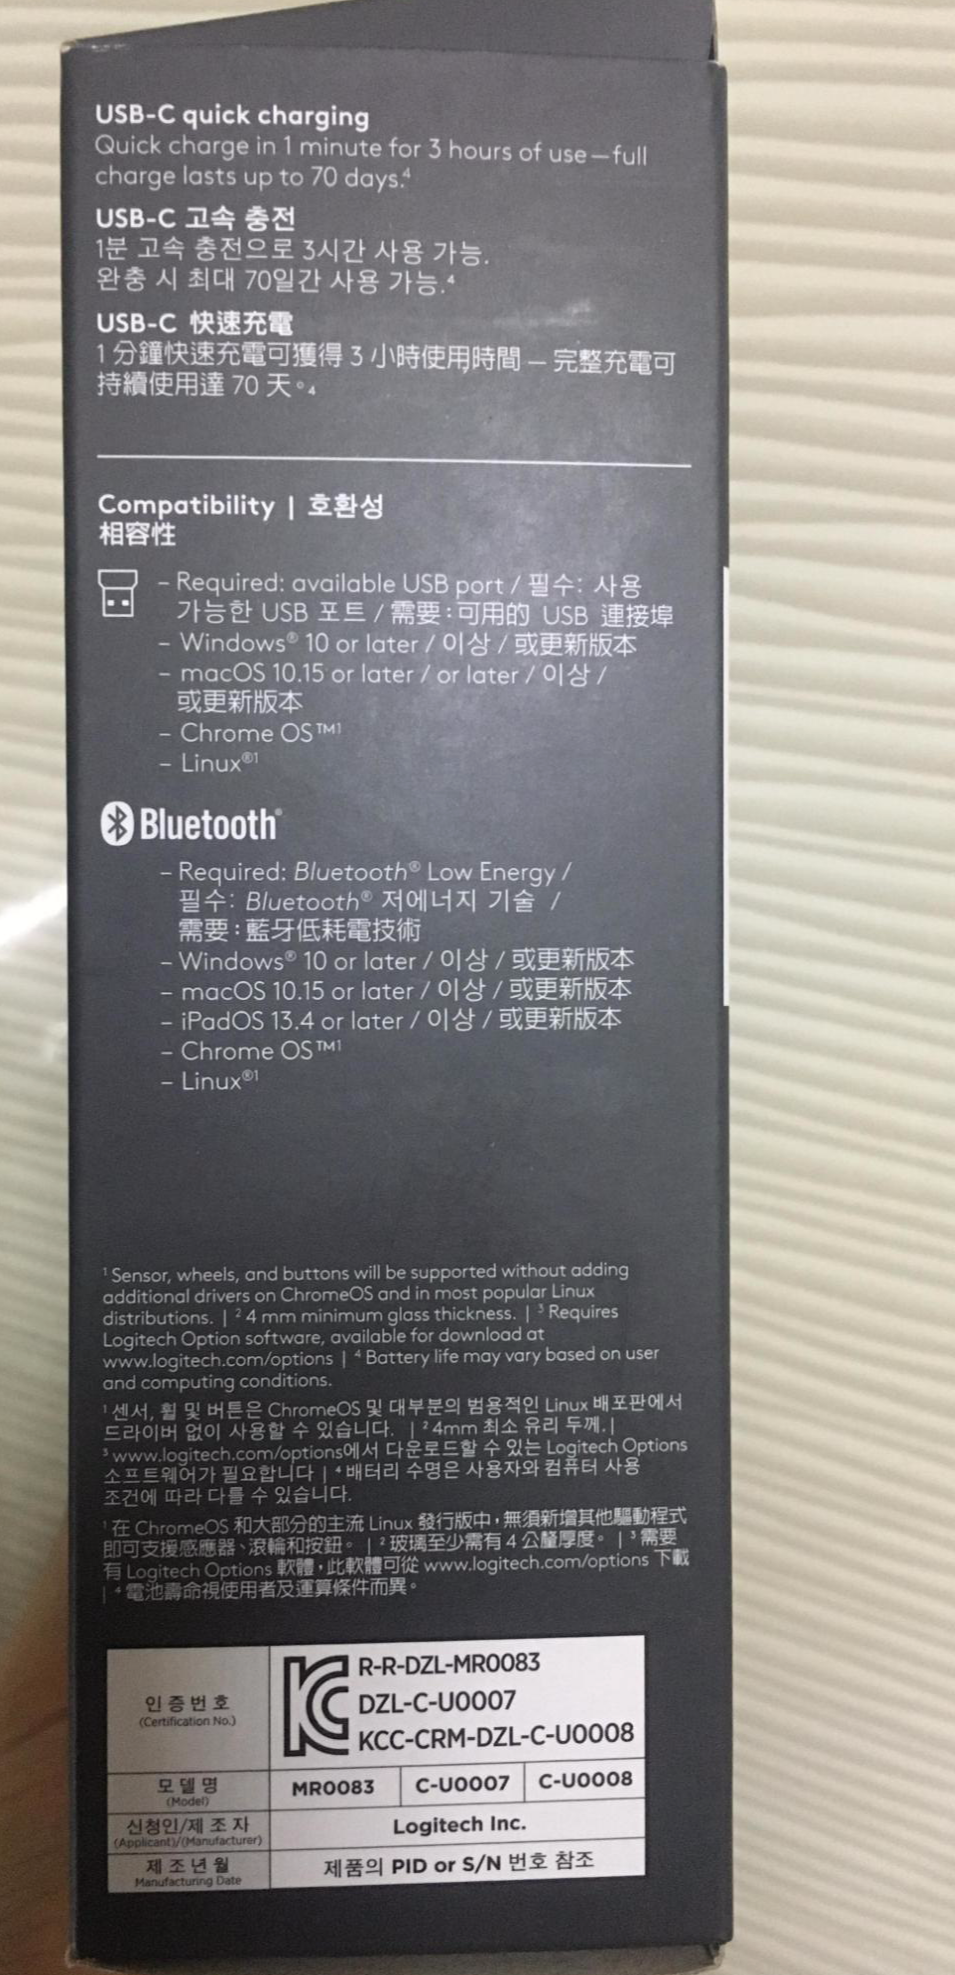 USB-C quick charging
Quick charge in 1 minute for 3 hours of use – full
charge lasts up to 70 days.⁴
USB-C 고속 충전
1분 고속 충전으로 3시간 사용 가능.
완충 시 최대 70일간 사용 가능.⁴
USB-C 快速充電
1 分鐘快速充電可獲得 3 小時使用時間 – 完整充電可
持續使用達 70 天。₄
Compatibility | 호환성
相容性
– Required: available USB port / 필수: 사용
가능한 USB 포트 / 需要:可用的 USB 連接埠
– Windows® 10 or later / 이상 / 或更新版本
– macOS 10.15 or later / or later / 이상 /
或更新版本
– Chrome OS™¹
– Linux®¹
Bluetooth®
– Required: Bluetooth® Low Energy /
필수: Bluetooth® 저에너지 기술 /
需要:藍牙低耗電技術
– Windows® 10 or later / 이상 / 或更新版本
– macOS 10.15 or later / 이상 / 或更新版本
– iPadOS 13.4 or later / 이상 / 或更新版本
– Chrome OS™¹
– Linux®¹
¹ Sensor, wheels, and buttons will be supported without adding
additional drivers on ChromeOS and in most popular Linux
distributions. | ² 4 mm minimum glass thickness. | ³ Requires
Logitech Option software, available for download at
www.logitech.com/options | ⁴ Battery life may vary based on user
and computing conditions.
¹ 센서, 휠 및 버튼은 ChromeOS 및 대부분의 범용적인 Linux 배포판에서
드라이버 없이 사용할 수 있습니다. | ² 4mm 최소 유리 두께. |
³ www.logitech.com/options에서 다운로드할 수 있는 Logitech Options
소프트웨어가 필요합니다 | ⁴ 배터리 수명은 사용자와 컴퓨터 사용
조건에 따라 다를 수 있습니다.
¹ 在 ChromeOS 和大部分的主流 Linux 發行版中,無須新增其他驅動程式
即可支援感應器、滾輪和按鈕。 | ² 玻璃至少需有 4 公釐厚度。 | ³ 需要
有 Logitech Options 軟體,此軟體可從 www.logitech.com/options 下載
| ⁴ 電池壽命視使用者及運算條件而異。
인증번호
(Certification No.)
R-R-DZL-MR0083
DZL-C-U0007
KCC-CRM-DZL-C-U0008
모델명
(Model)
MR0083 C-U0007 C-U0008
신청인/제조자
(Applicant)/(Manufacturer)
Logitech Inc.
제조년월
Manufacturing Date
제품의 PID or S/N 번호 참조